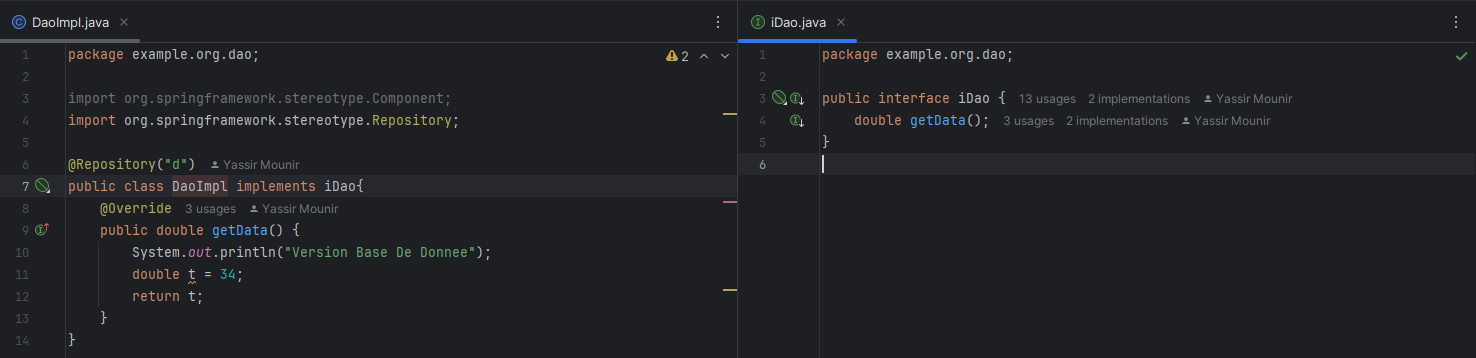 DaoImpl.java
1 package example.org.dao;
2
3 import org.springframework.stereotype.Component;
4 import org.springframework.stereotype.Repository;
5
6 @Repository("d") Yassir Mounir
7 public class DaoImpl implements iDao{
8 @Override 3 usages Yassir Mounir
9 public double getData() {
10 System.out.println("Version Base De Donnee");
11 double t = 34;
12 return t;
13 }
14 }
2
iDao.java
1 package example.org.dao;
2
3 public interface iDao { 13 usages 2 implementations Yassir Mounir
4 double getData(); 3 usages 2 implementations Yassir Mounir
5 }
6